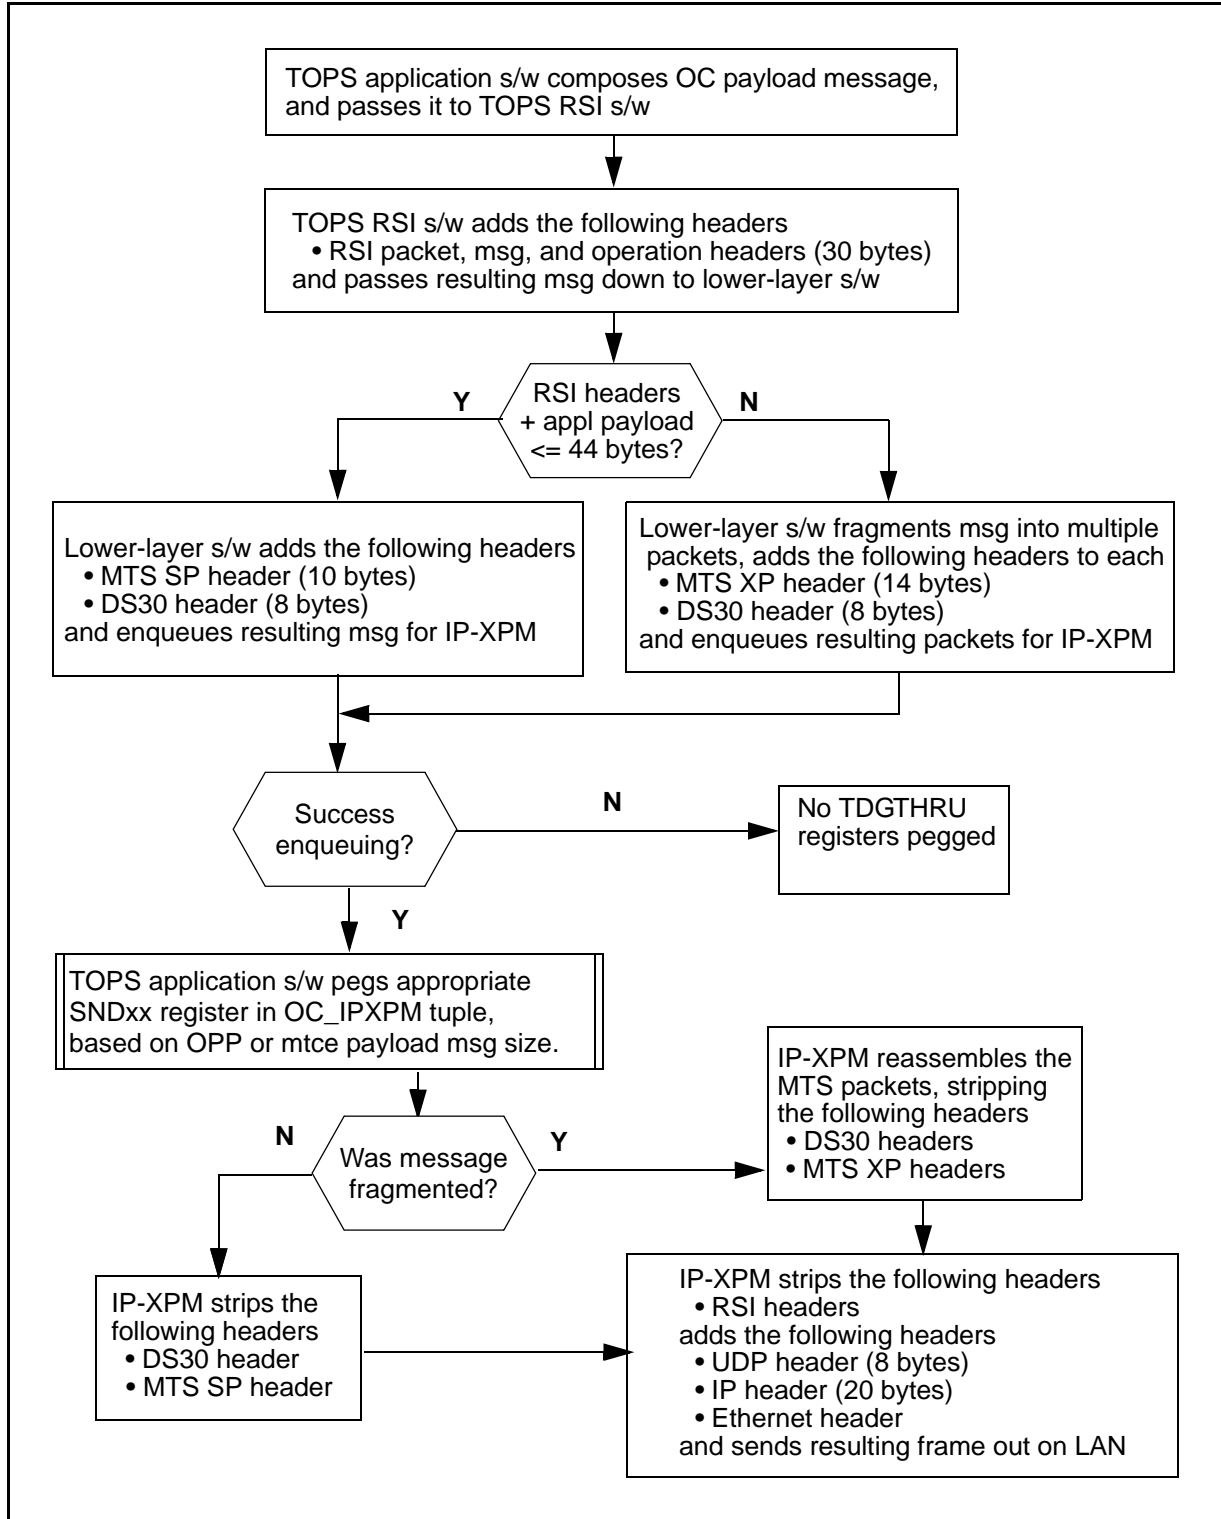 TOPS application s/w composes OC payload message,
and passes it to TOPS RSI s/w
TOPS RSI s/w adds the following headers
• RSI packet, msg, and operation headers (30 bytes)
and passes resulting msg down to lower-layer s/w
RSI headers
+ appl payload
<= 44 bytes?
Y
N
Lower-layer s/w adds the following headers
• MTS SP header (10 bytes)
• DS30 header (8 bytes)
and enqueues resulting msg for IP-XPM
Lower-layer s/w fragments msg into multiple
packets, adds the following headers to each
• MTS XP header (14 bytes)
• DS30 header (8 bytes)
and enqueues resulting packets for IP-XPM
Success
enqueuing?
N
No TDGTHRU
registers pegged
Y
TOPS application s/w pegs appropriate
SNDxx register in OC_IPXPM tuple,
based on OPP or mtce payload msg size.
Was message
fragmented?
N
Y
IP-XPM reassembles the
MTS packets, stripping
the following headers
• DS30 headers
• MTS XP headers
IP-XPM strips the
following headers
• DS30 header
• MTS SP header
IP-XPM strips the following headers
• RSI headers
adds the following headers
• UDP header (8 bytes)
• IP header (20 bytes)
• Ethernet header
and sends resulting frame out on LAN